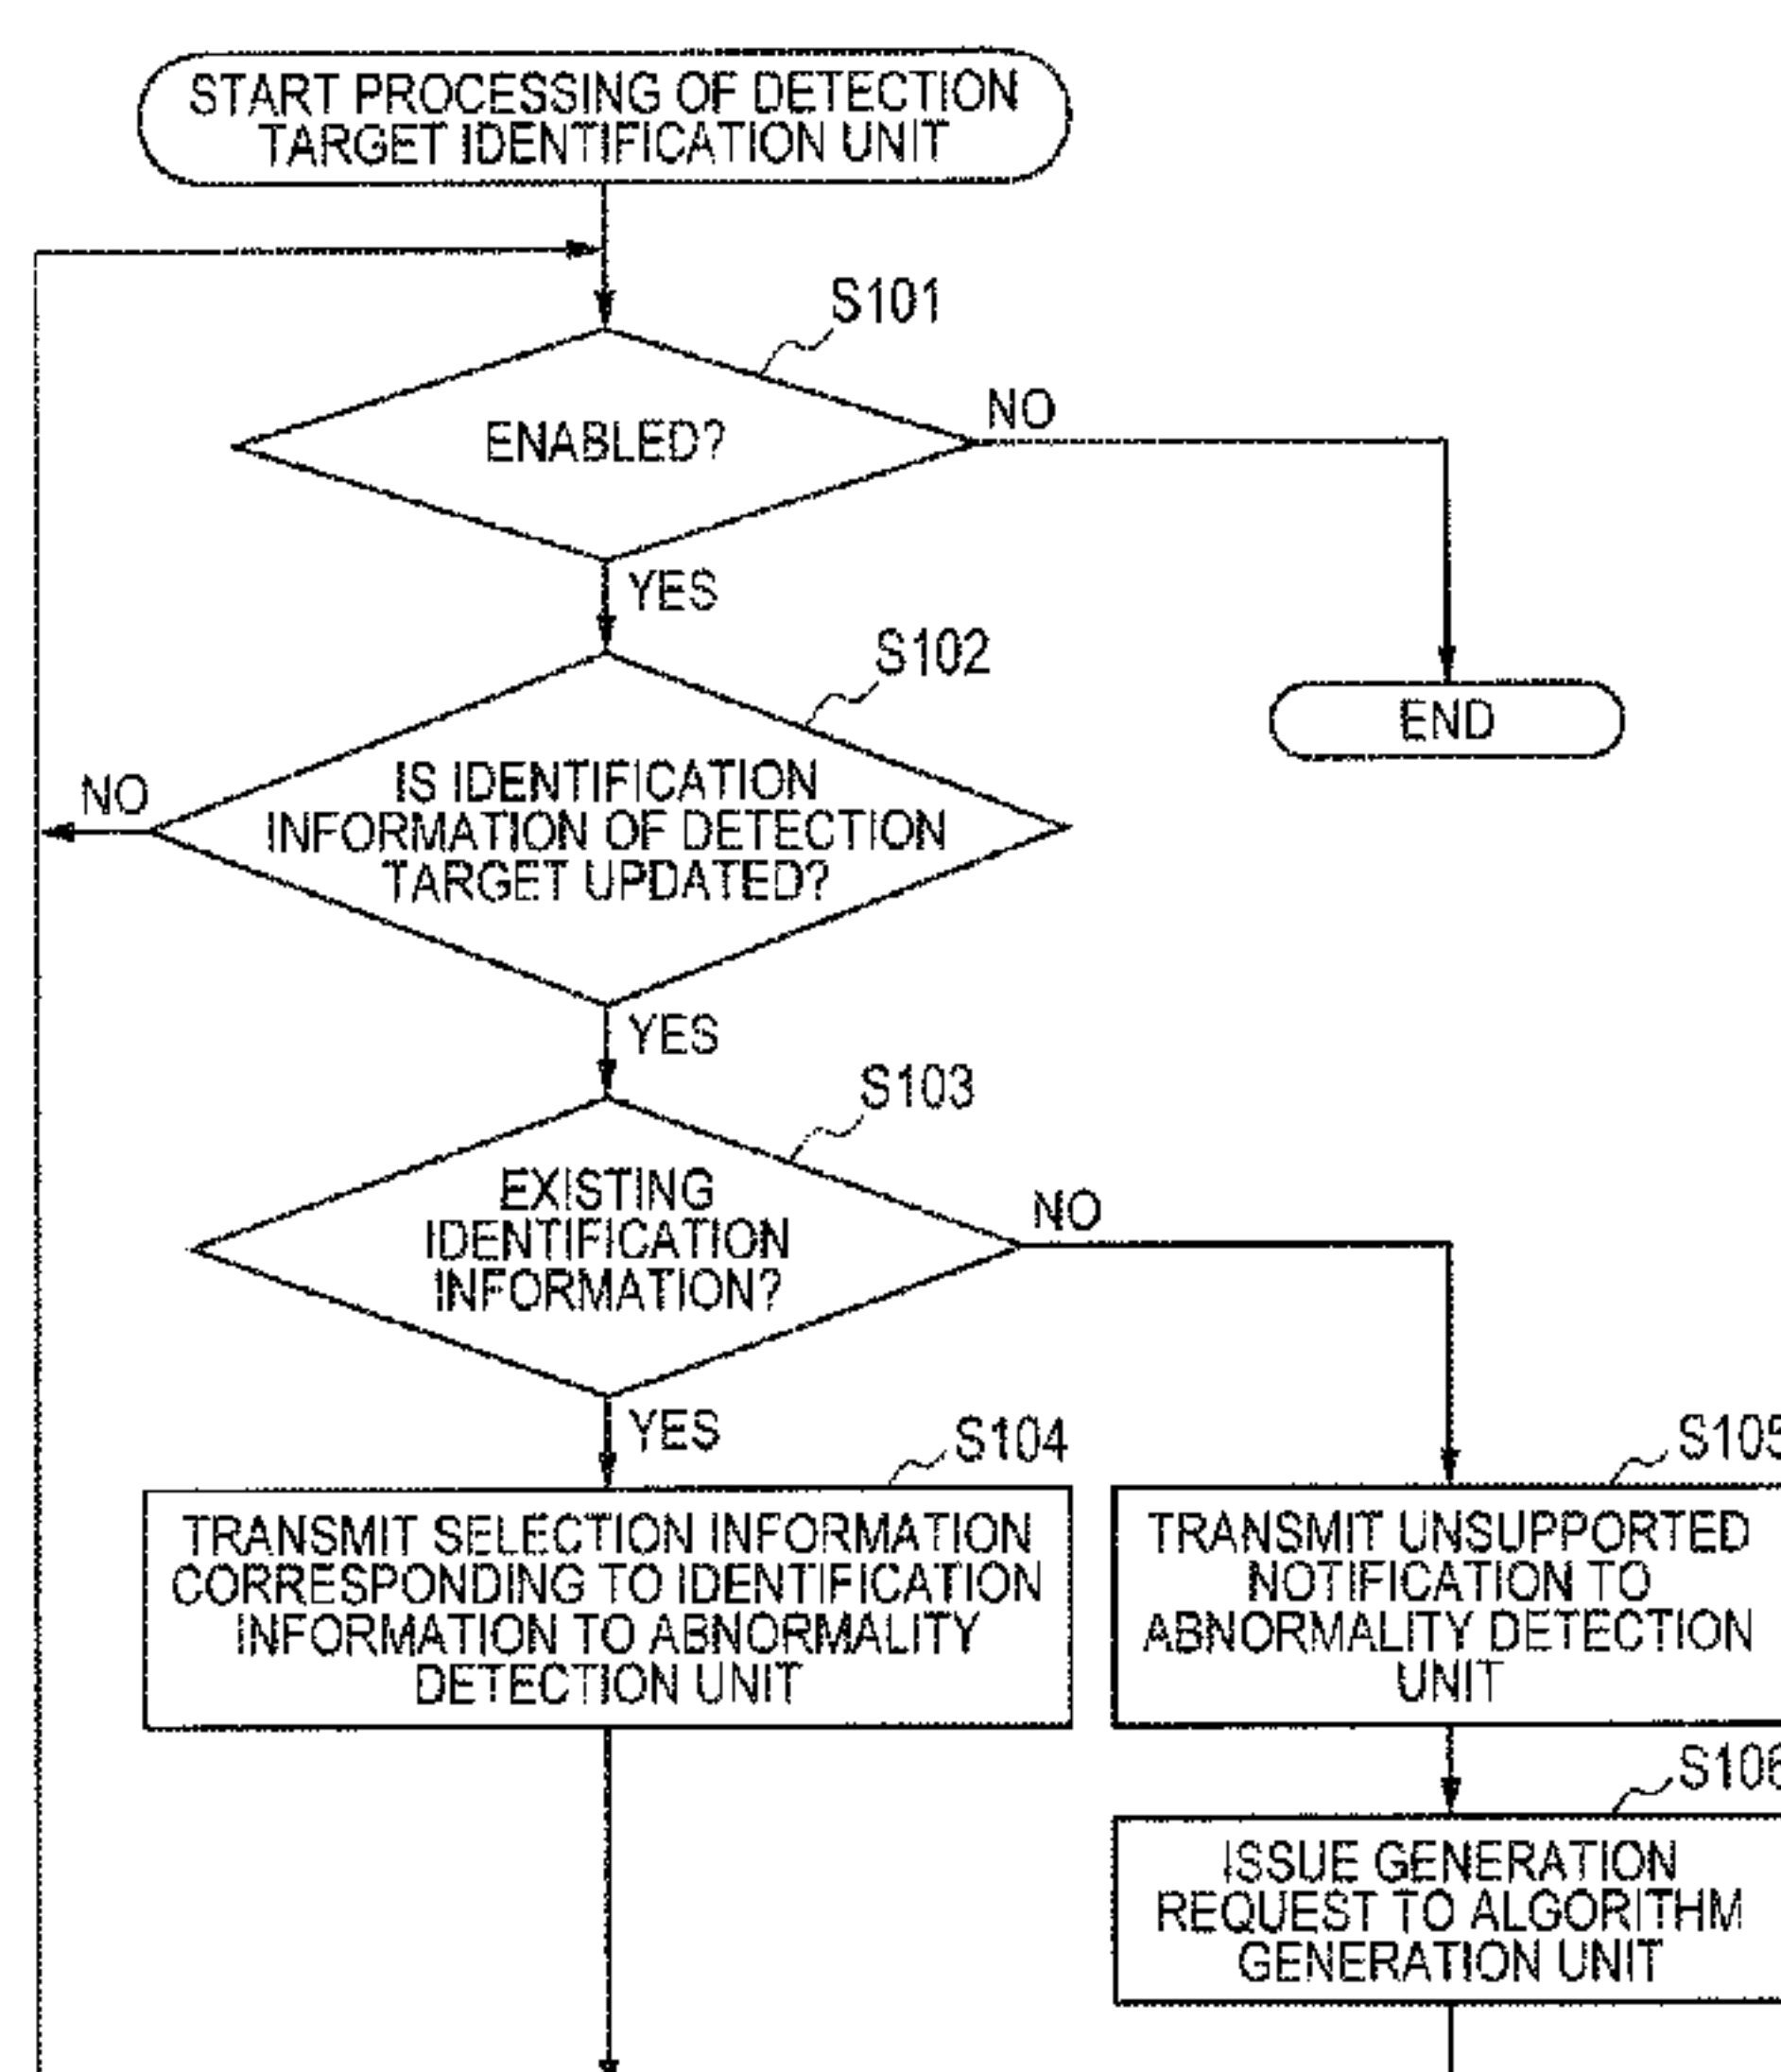 START PROCESSING OF DETECTION
TARGET IDENTIFICATION UNIT
S101
ENABLED?
NO
YES
S102
END
IS IDENTIFICATION
INFORMATION OF DETECTION
TARGET UPDATED?
NO
YES
S103
EXISTING
IDENTIFICATION
INFORMATION?
NO
YES
S104
TRANSMIT SELECTION INFORMATION
CORRESPONDING TO IDENTIFICATION
INFORMATION TO ABNORMALITY
DETECTION UNIT
S105
TRANSMIT UNSUPPORTED
NOTIFICATION TO
ABNORMALITY DETECTION
UNIT
S106
ISSUE GENERATION
REQUEST TO ALGORITHM
GENERATION UNIT